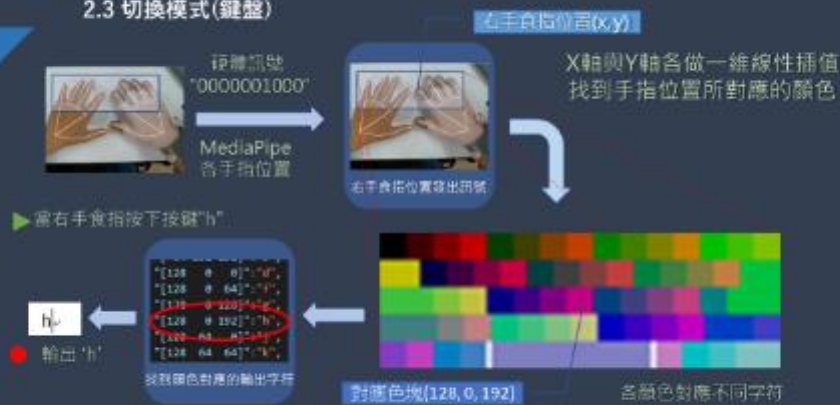 2.3 切換模式(鍵盤)
右手食指位置(x,y)
硬體訊號
"0000001000"
MediaPipe
各手指位置
X軸與Y軸各做一維線性插值
找到手指位置所對應的顏色
右手食指位置發出訊號
當右手食指按下按鍵"h"
"[128 0 0]":"d",
"[128 0 64]":"f",
"[128 0 192]":"h",
"[128 64 64]":"k",
h
輸出 'h'
找到顏色對應的輸出字符
對應色塊(128, 0, 192)
各顏色對應不同字符